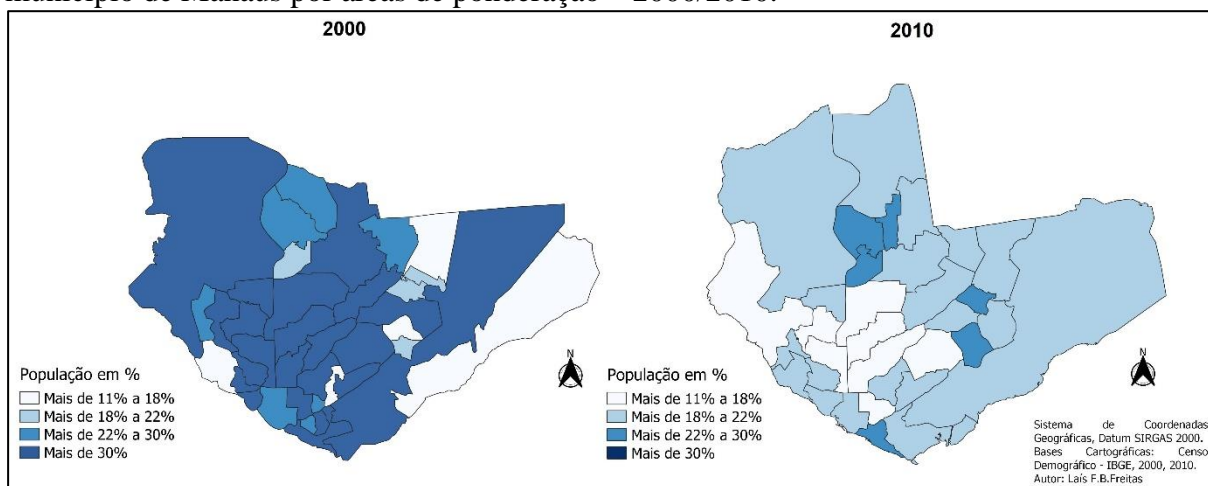 município de Manaus por áreas de ponderação – 2000/2010.
2000
2010
N
População em %
Mais de 11% a 18%
Mais de 18% a 22%
Mais de 22% a 30%
Mais de 30%
N
População em %
Mais de 11% a 18%
Mais de 18% a 22%
Mais de 22% a 30%
Mais de 30%
Sistema de Coordenadas
Geográficas, Datum SIRGAS 2000.
Bases Cartográficas: Censo
Demográfico - IBGE, 2000, 2010.
Autor: Laís F.B.Freitas